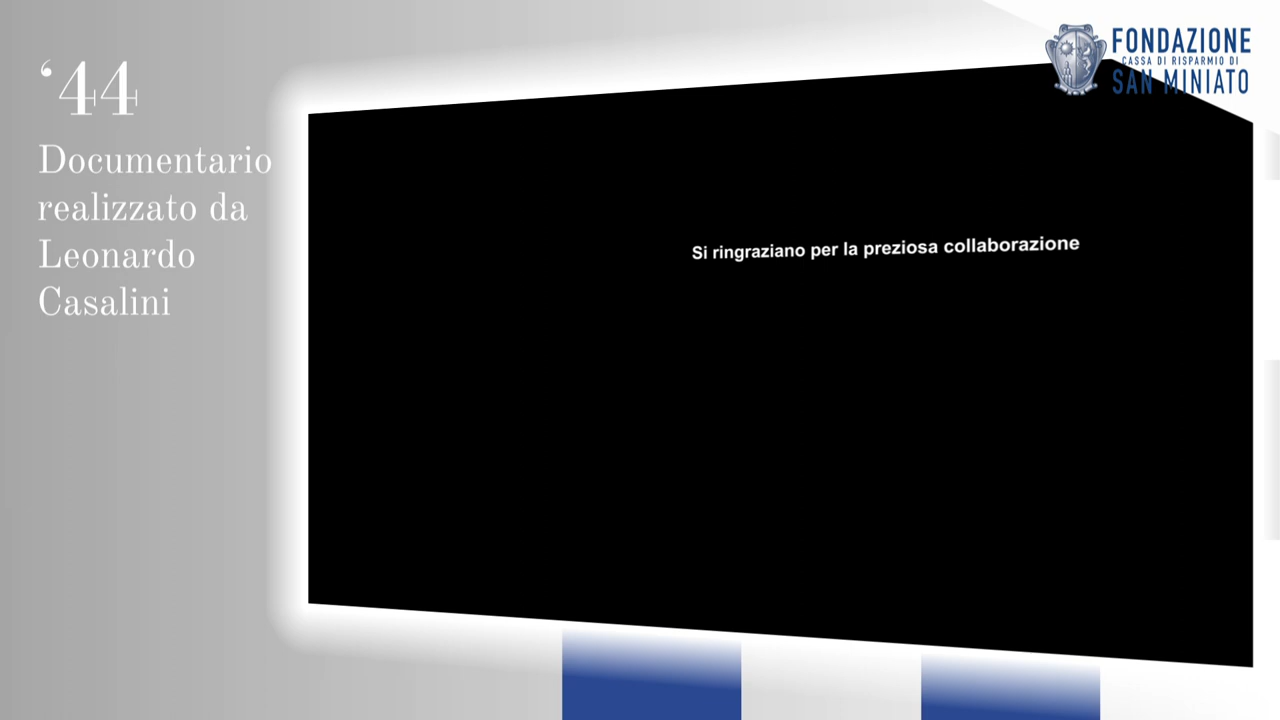 ‘44
Documentario
realizzato da
Leonardo
Casalini
FONDAZIONE
CASSA DI RISPARMIO DI
SAN MINIATO
Si ringraziano per la preziosa collaborazione